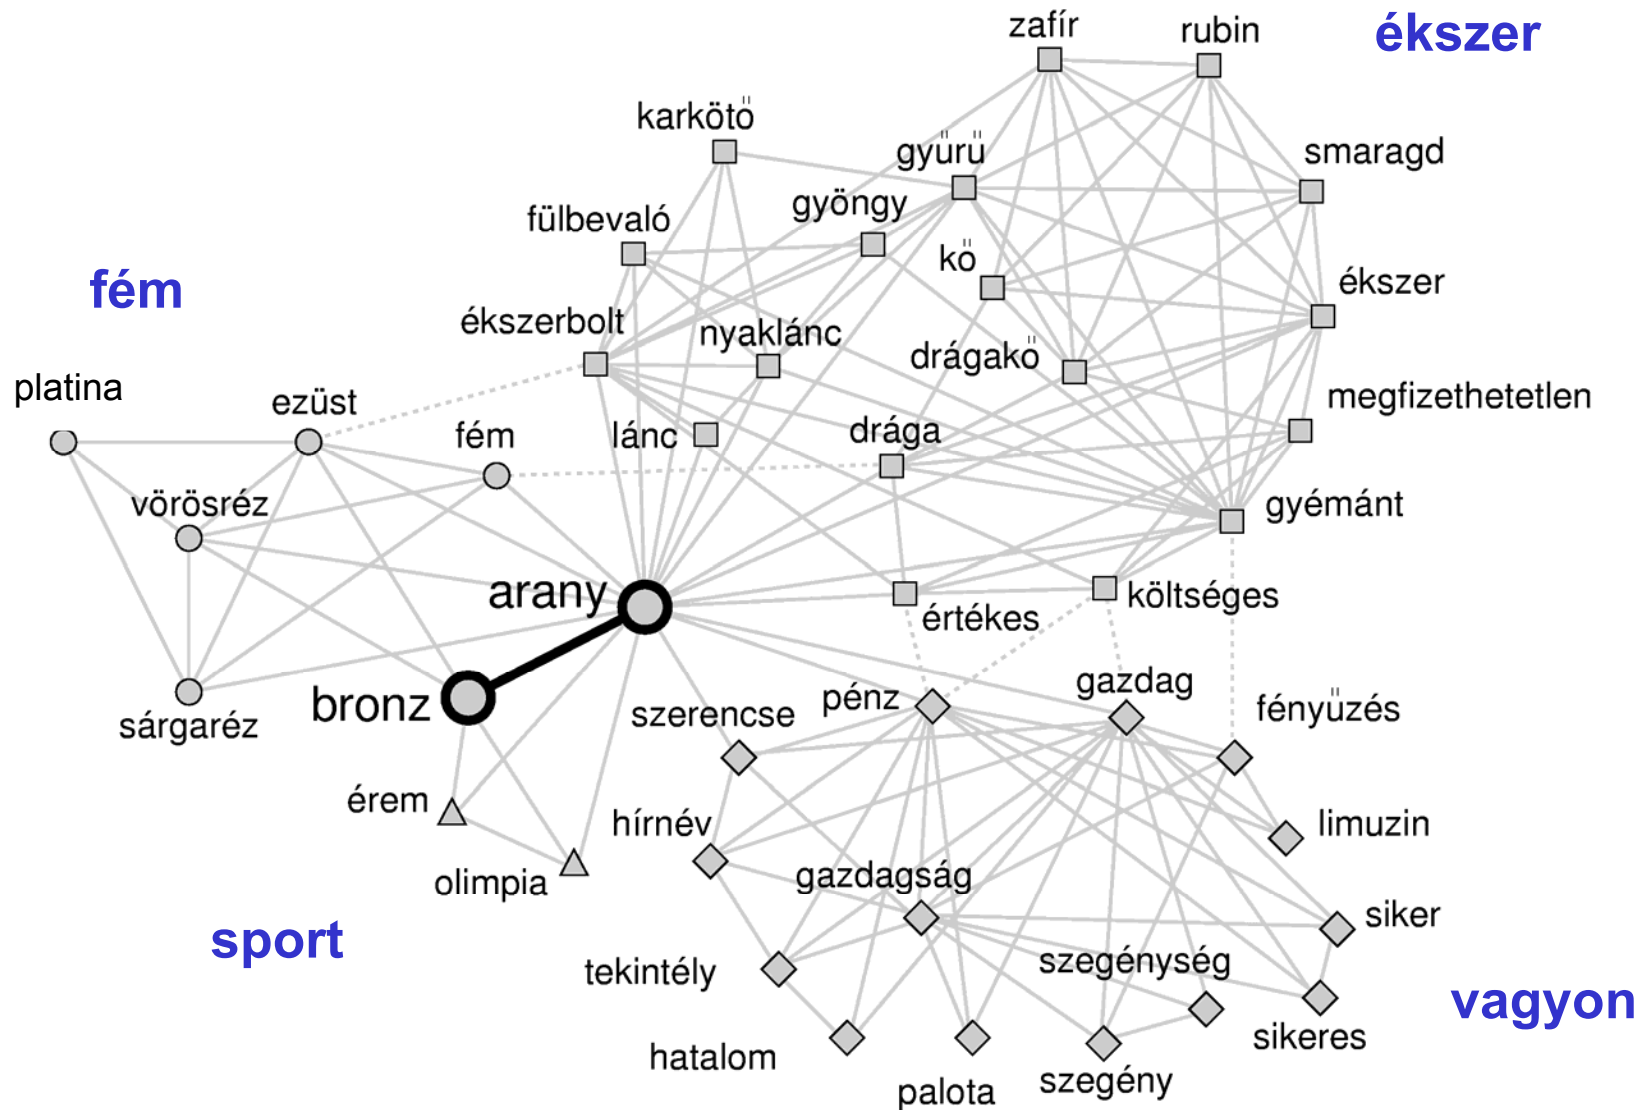 zafír
rubin
ékszer
karkötő
gyűrű
smaragd
gyöngy
fülbevaló
kő
fém
ékszer
ékszerbolt
nyaklánc
drágakő
platina
ezüst
megfizethetetlen
fém
lánc
drága
vörösréz
gyémánt
arany
értékes
költséges
bronz
pénz
gazdag
fényűzés
sárgaréz
szerencse
érem
hírnév
limuzin
olimpia
gazdagság
siker
sport
tekintély
szegénység
vagyon
sikeres
hatalom
szegény
palota